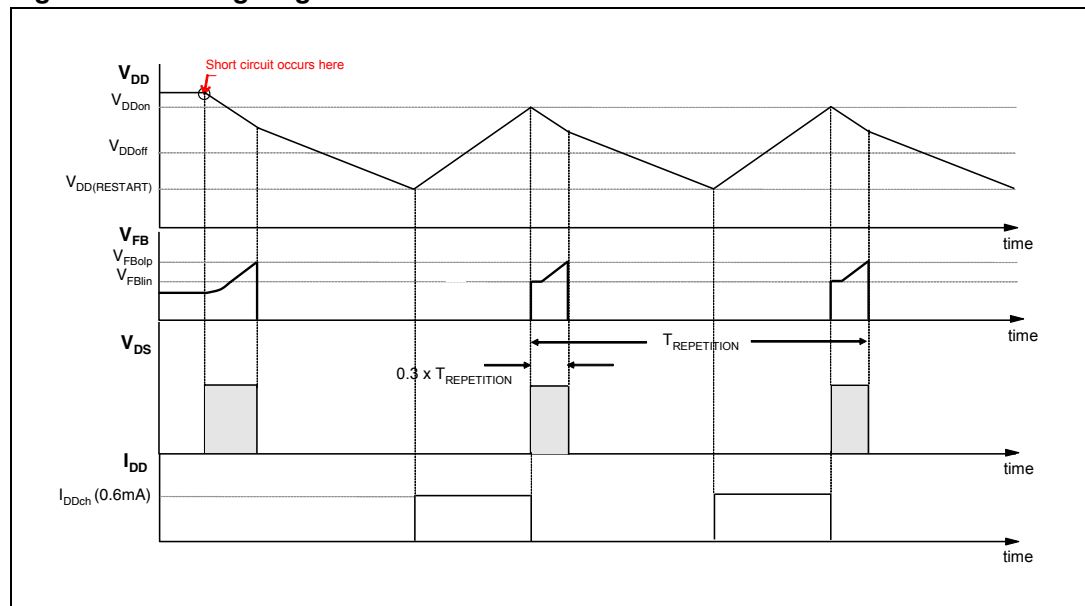 Short circuit occurs here
VDD
VDDon
VDDoff
VDD(RESTART)
time
VFB
VFBolp
VFBlin
time
VDS
TREPETITION
0.3 x TREPETITION
time
IDD
IDDch (0.6mA)
time